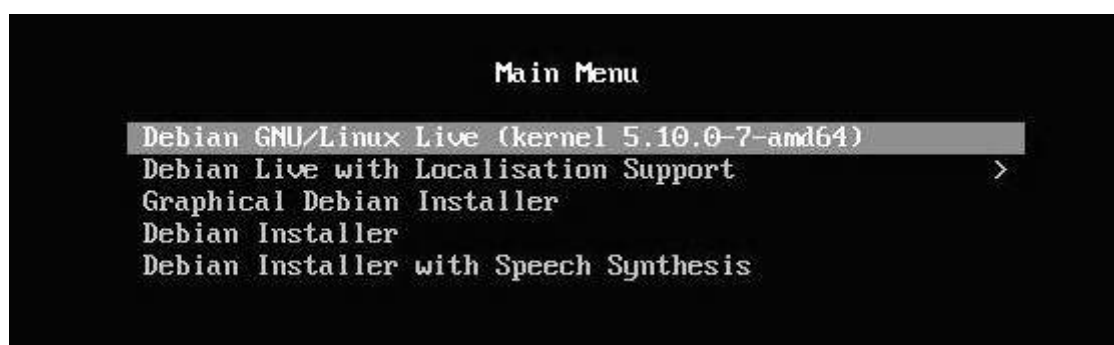 Main Menu
Debian GNU/Linux Live (kernel 5.10.0-7-amd64)
Debian Live with Localisation Support >
Graphical Debian Installer
Debian Installer
Debian Installer with Speech Synthesis